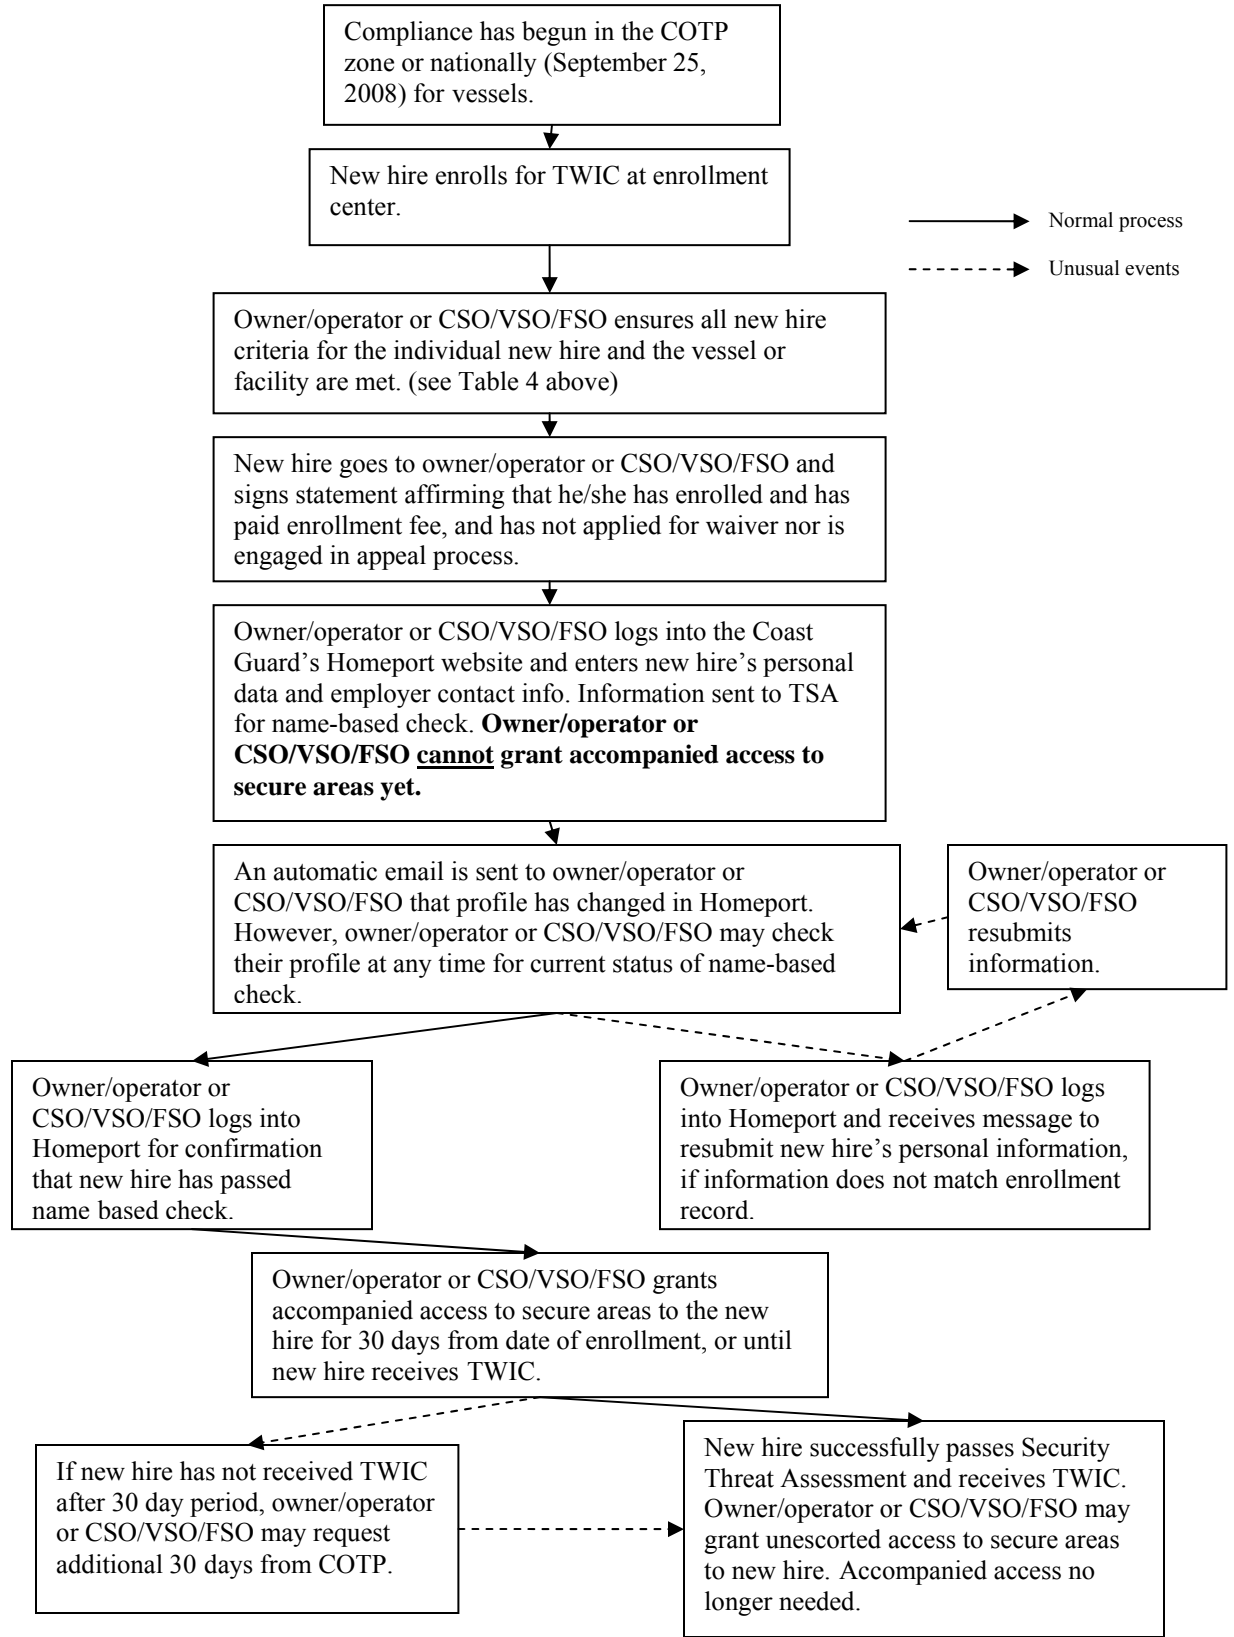 Compliance has begun in the COTP
zone or nationally (September 25,
2008) for vessels.
New hire enrolls for TWIC at enrollment
center.
Normal process
Unusual events
Owner/operator or CSO/VSO/FSO ensures all new hire
criteria for the individual new hire and the vessel or
facility are met. (see Table 4 above)
New hire goes to owner/operator or CSO/VSO/FSO and
signs statement affirming that he/she has enrolled and has
paid enrollment fee, and has not applied for waiver nor is
engaged in appeal process.
Owner/operator or CSO/VSO/FSO logs into the Coast
Guard’s Homeport website and enters new hire’s personal
data and employer contact info. Information sent to TSA
for name-based check. Owner/operator or
CSO/VSO/FSO cannot grant accompanied access to
secure areas yet.
An automatic email is sent to owner/operator or
CSO/VSO/FSO that profile has changed in Homeport.
However, owner/operator or CSO/VSO/FSO may check
their profile at any time for current status of name-based
check.
Owner/operator or
CSO/VSO/FSO
resubmits
information.
Owner/operator or
CSO/VSO/FSO logs into
Homeport for confirmation
that new hire has passed
name based check.
Owner/operator or CSO/VSO/FSO logs
into Homeport and receives message to
resubmit new hire’s personal information,
if information does not match enrollment
record.
Owner/operator or CSO/VSO/FSO grants
accompanied access to secure areas to the new
hire for 30 days from date of enrollment, or until
new hire receives TWIC.
If new hire has not received TWIC
after 30 day period, owner/operator
or CSO/VSO/FSO may request
additional 30 days from COTP.
New hire successfully passes Security
Threat Assessment and receives TWIC.
Owner/operator or CSO/VSO/FSO may
grant unescorted access to secure areas
to new hire. Accompanied access no
longer needed.